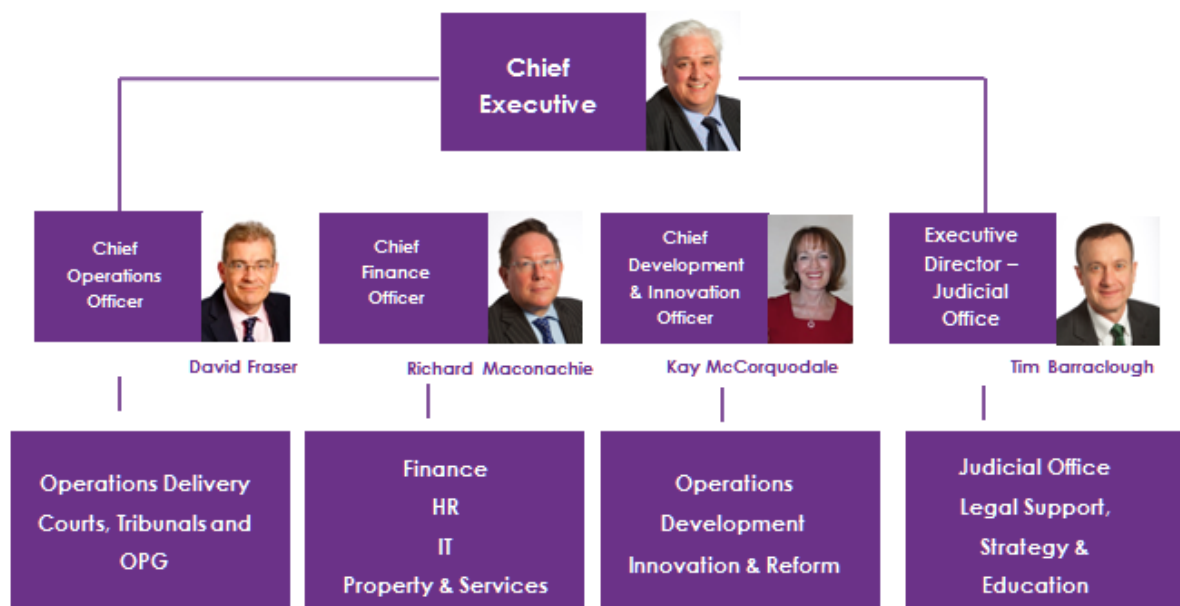 Chief
Executive
Chief
Operations
Officer
Chief
Finance
Officer
Chief
Development
& Innovation
Officer
Executive
Director –
Judicial
Office
David Fraser
Richard Maconachie
Kay McCorquodale
Tim Barraclough
Operations Delivery
Courts, Tribunals and
OPG
Finance
HR
IT
Property & Services
Operations
Development
Innovation & Reform
Judicial Office
Legal Support,
Strategy &
Education